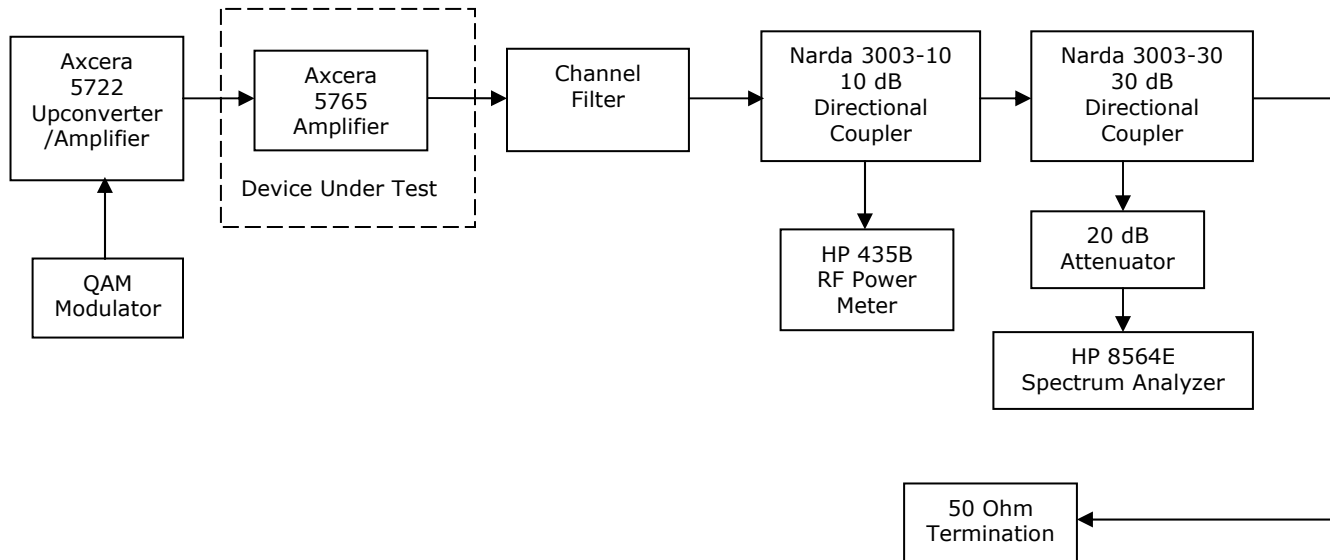 Axcera
5722
Upconverter
/Amplifier
Axcera
5765
Amplifier
Device Under Test
Channel
Filter
Narda 3003-10
10 dB
Directional
Coupler
Narda 3003-30
30 dB
Directional
Coupler
QAM
Modulator
HP 435B
RF Power
Meter
20 dB
Attenuator
HP 8564E
Spectrum Analyzer
50 Ohm
Termination